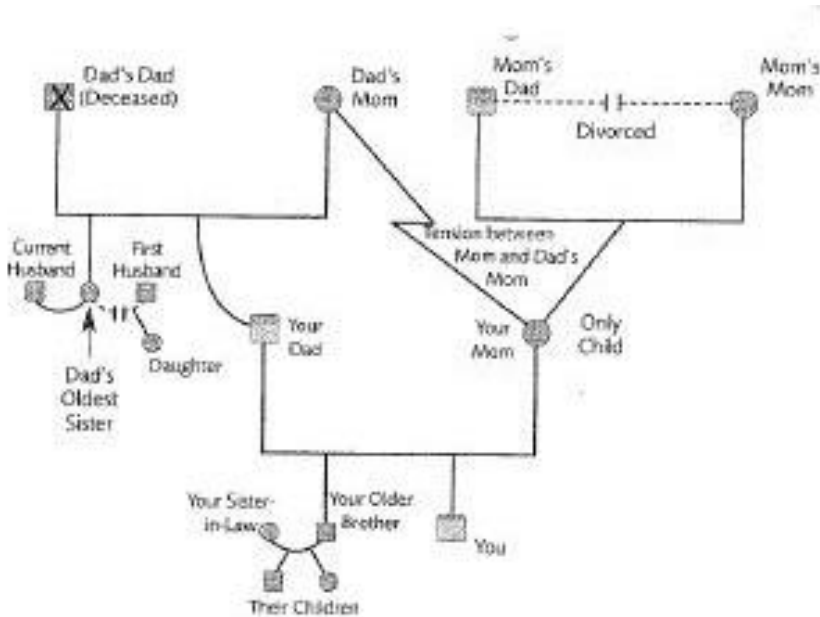 Dad's Dad
(Deceased)
Dad's
Mom
Mom's
Dad
Mom's
Mom
Divorced
Tension between
Mom and Dad's
Mom
Current
Husband
First
Husband
Daughter
Dad's
Oldest
Sister
Your
Dad
Your
Mom
Only
Child
Your Sister-
in-Law
Your Older
Brother
You
Their Children